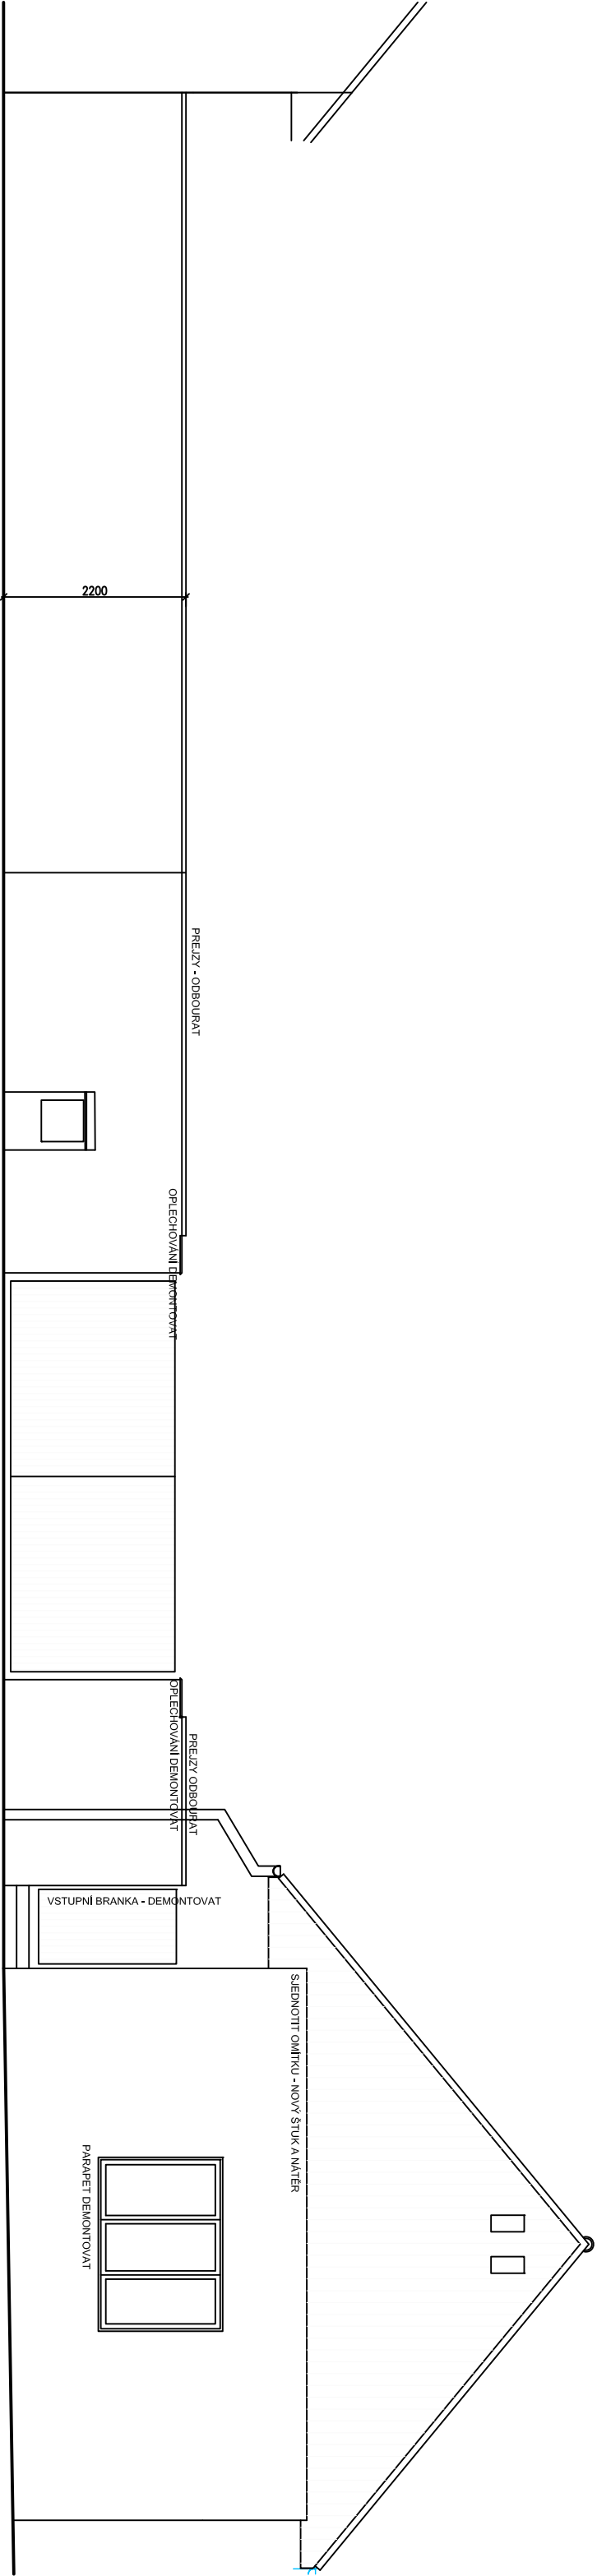 2200
PREJZY - ODBOURAT
OPLECHOVÁNÍ DEMONTOVAT
OPLECHOVÁNÍ DEMONTOVAT
PREJZY ODBOURAT
VSTUPNÍ BRANKA - DEMONTOVAT
SJEDNOTIT OMÍTKU - NOVÝ ŠTUK A NÁTĚR
PARAPET DEMONTOVAT